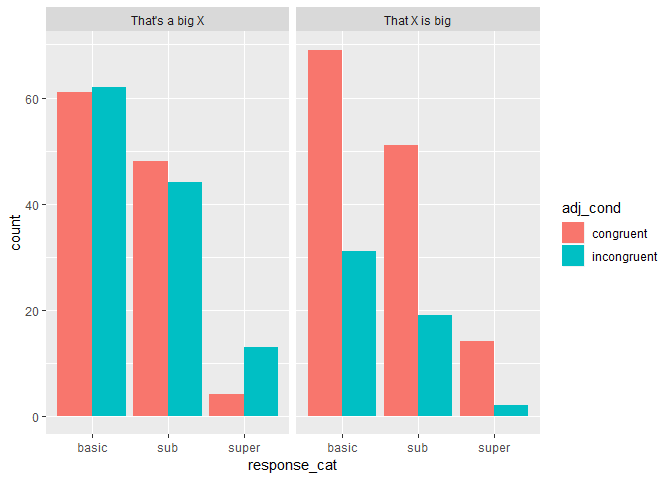 That's a big X
That X is big
60
40
20
0
count
basic
sub
super
basic
sub
super
response_cat
adj_cond
congruent
incongruent